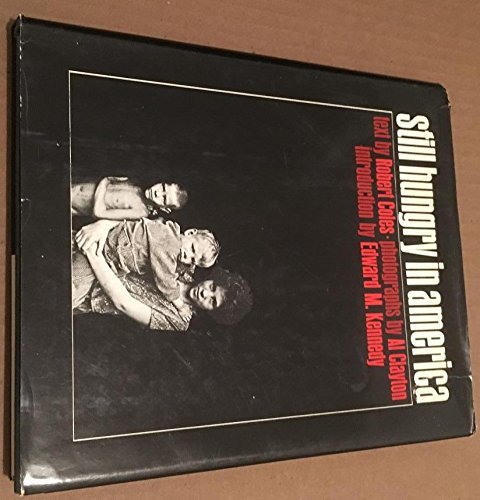 still hungry in america
text by Robert Coles · photographs by Al Clayton
introduction by Edward M. Kennedy